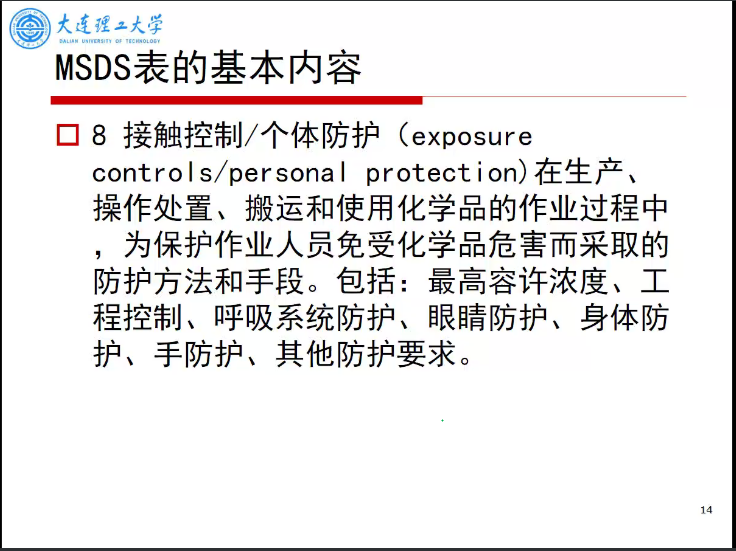 大连理工大学
DALIAN UNIVERSITY OF TECHNOLOGY
MSDS表的基本内容
8 接触控制/个体防护（exposure
controls/personal protection)在生产、
操作处置、搬运和使用化学品的作业过程中
，为保护作业人员免受化学品危害而采取的
防护方法和手段。包括：最高容许浓度、工
程控制、呼吸系统防护、眼睛防护、身体防
护、手防护、其他防护要求。
14